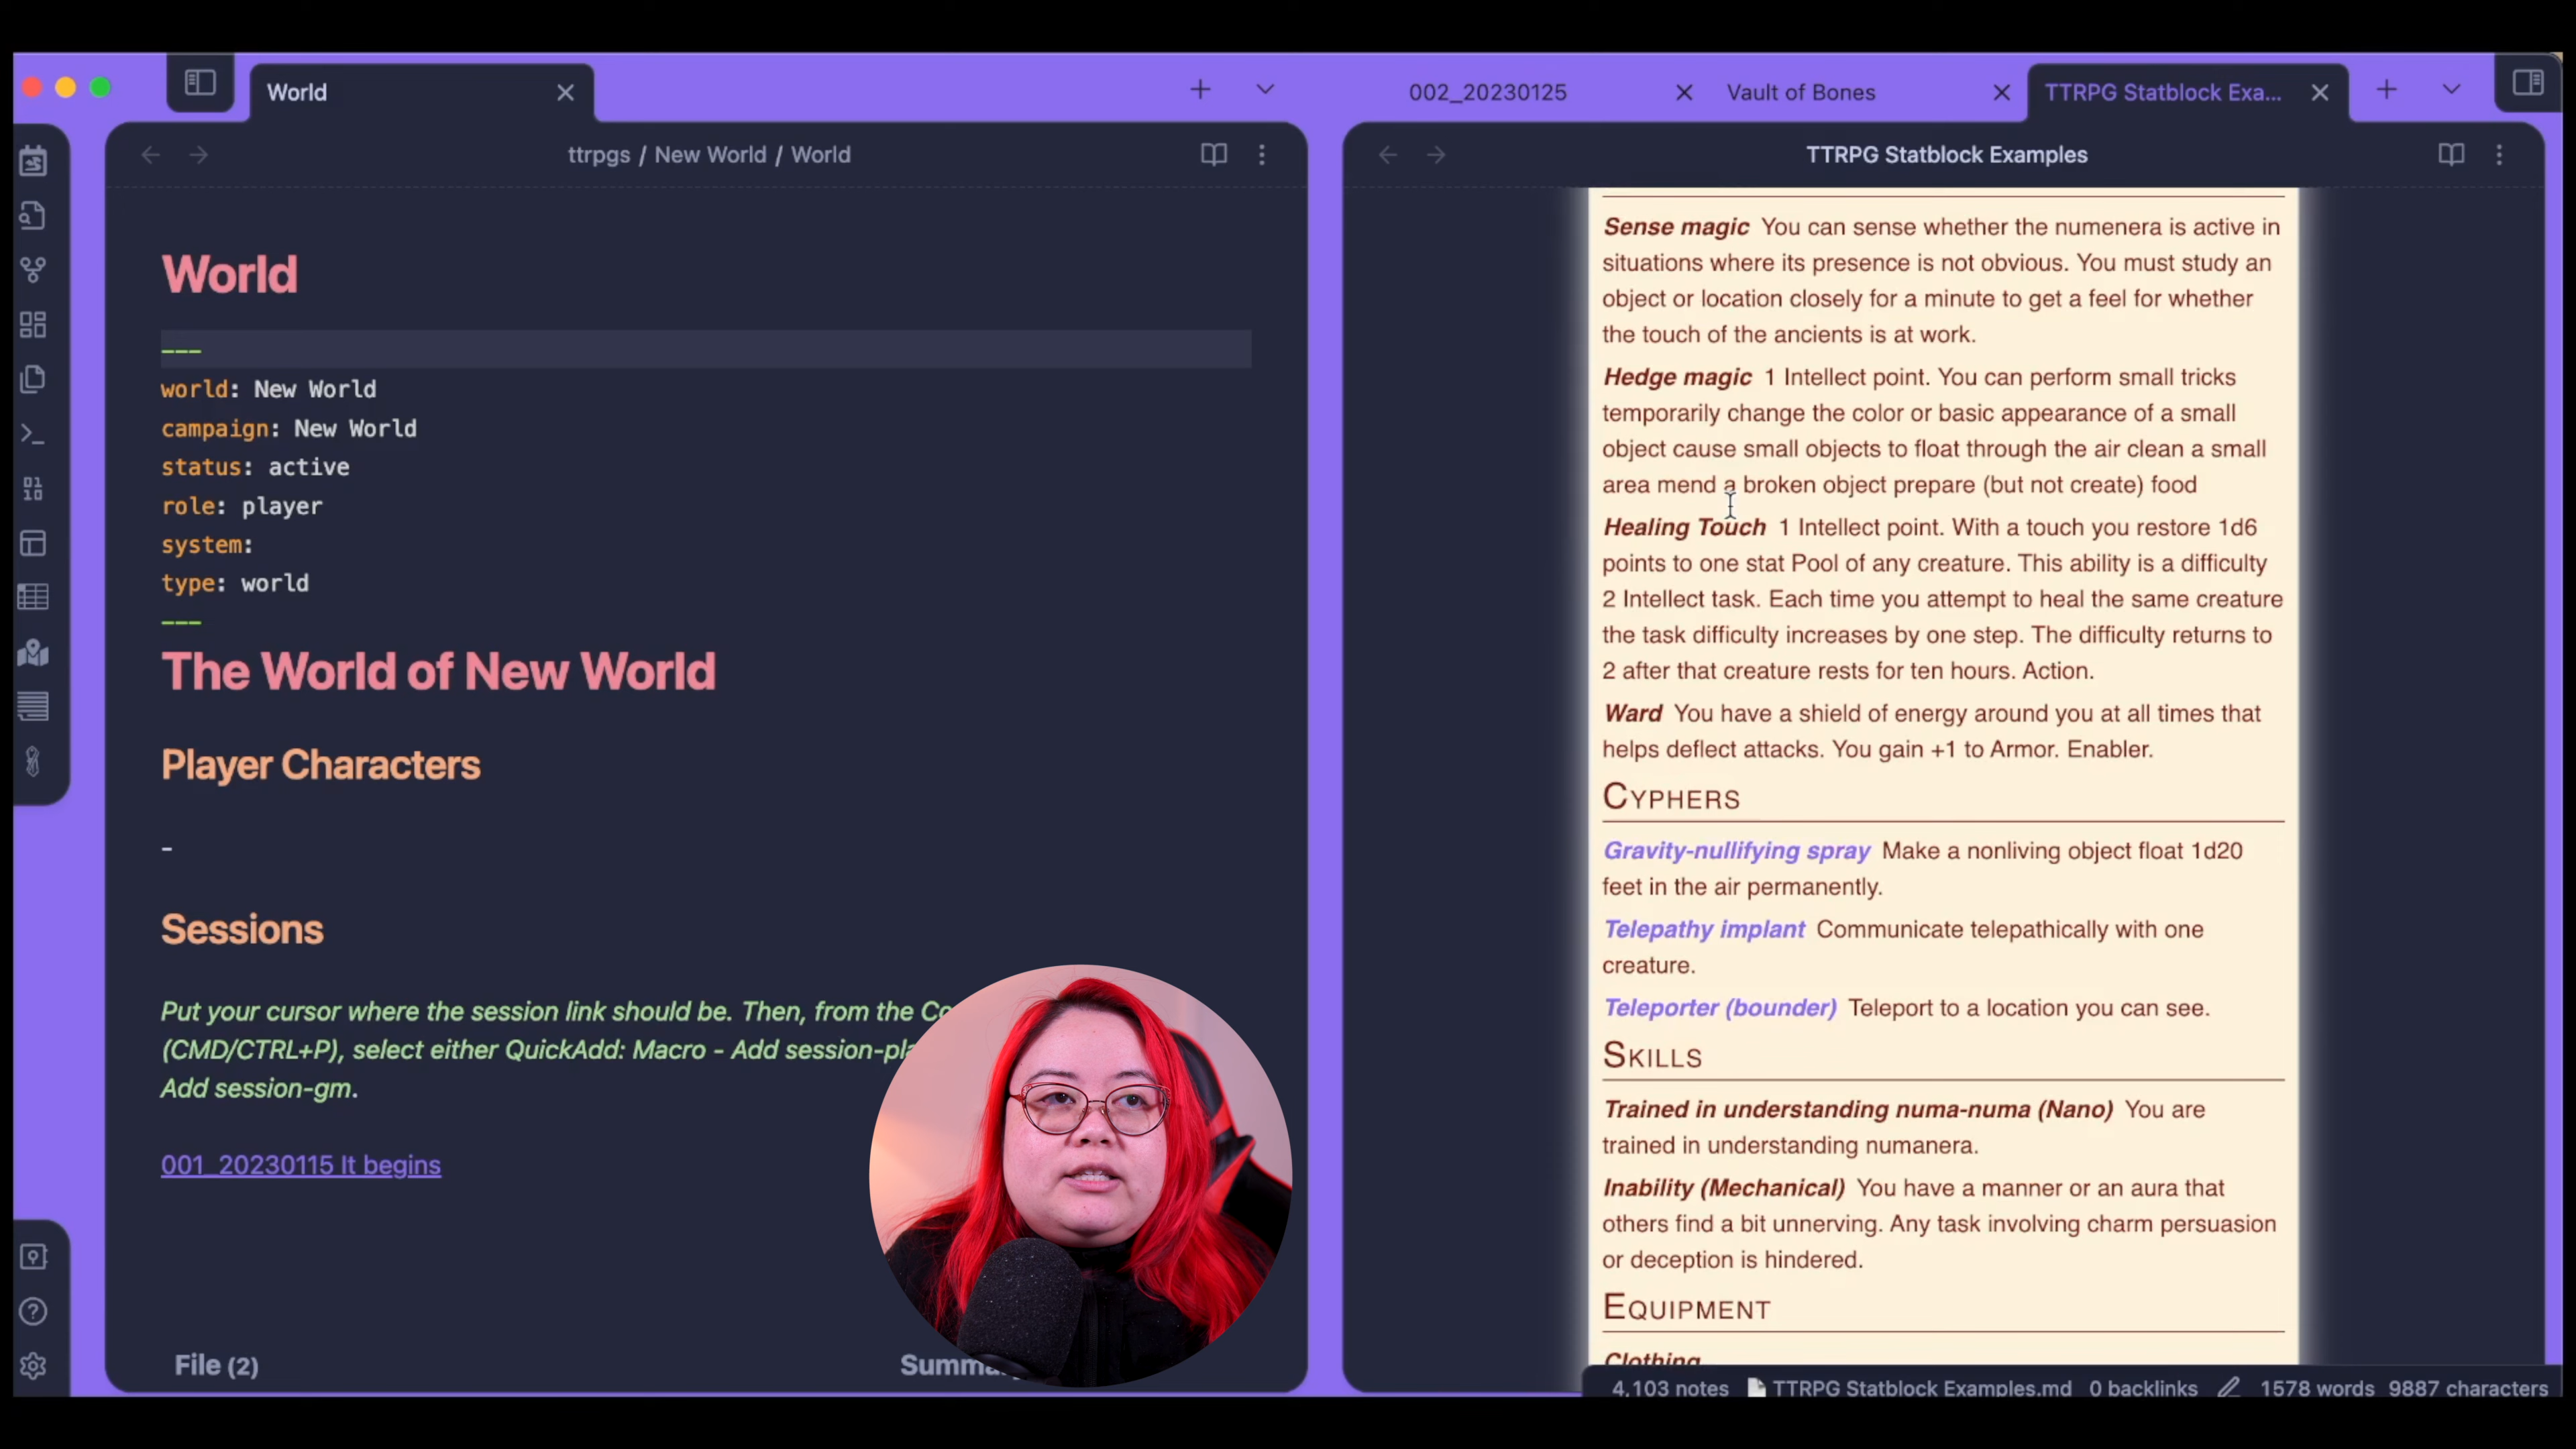 World
002_20230125
Vault of Bones
TTRPG Statblock Exa...
ttrpgs / New World / World
World
---
world: New World
campaign: New World
status: active
role: player
system:
type: world
---
The World of New World
Player Characters
-
Sessions
Put your cursor where the session link should be. Then, from the
(CMD/CTRL+P), select either QuickAdd: Macro - Add
Add session-gm.
001_20230115 It begins
File (2)
TTRPG Statblock Examples
Sense magic You can sense whether the numenera is active in
situations where its presence is not obvious. You must study an
object or location closely for a minute to get a feel for whether
the touch of the ancients is at work.
Hedge magic 1 Intellect point. You can perform small tricks
temporarily change the color or basic appearance of a small
object cause small objects to float through the air clean a small
area mend a broken object prepare (but not create) food
Healing Touch 1 Intellect point. With a touch you restore 1d6
points to one stat Pool of any creature. This ability is a difficulty
2 Intellect task. Each time you attempt to heal the same creature
the task difficulty increases by one step. The difficulty returns to
2 after that creature rests for ten hours. Action.
Ward You have a shield of energy around you at all times that
helps deflect attacks. You gain +1 to Armor. Enabler.
Cyphers
Gravity-nullifying spray Make a nonliving object float 1d20
feet in the air permanently.
Telepathy implant Communicate telepathically with one
creature.
Teleporter (bounder) Teleport to a location you can see.
Skills
Trained in understanding numa-numa (Nano) You are
trained in understanding numanera.
Inability (Mechanical) You have a manner or an aura that
others find a bit unnerving. Any task involving charm persuasion
or deception is hindered.
Equipment
Clothing
4,103 notes TTRPG Statblock Examples.md 0 backlinks 1578 words 9887 characters